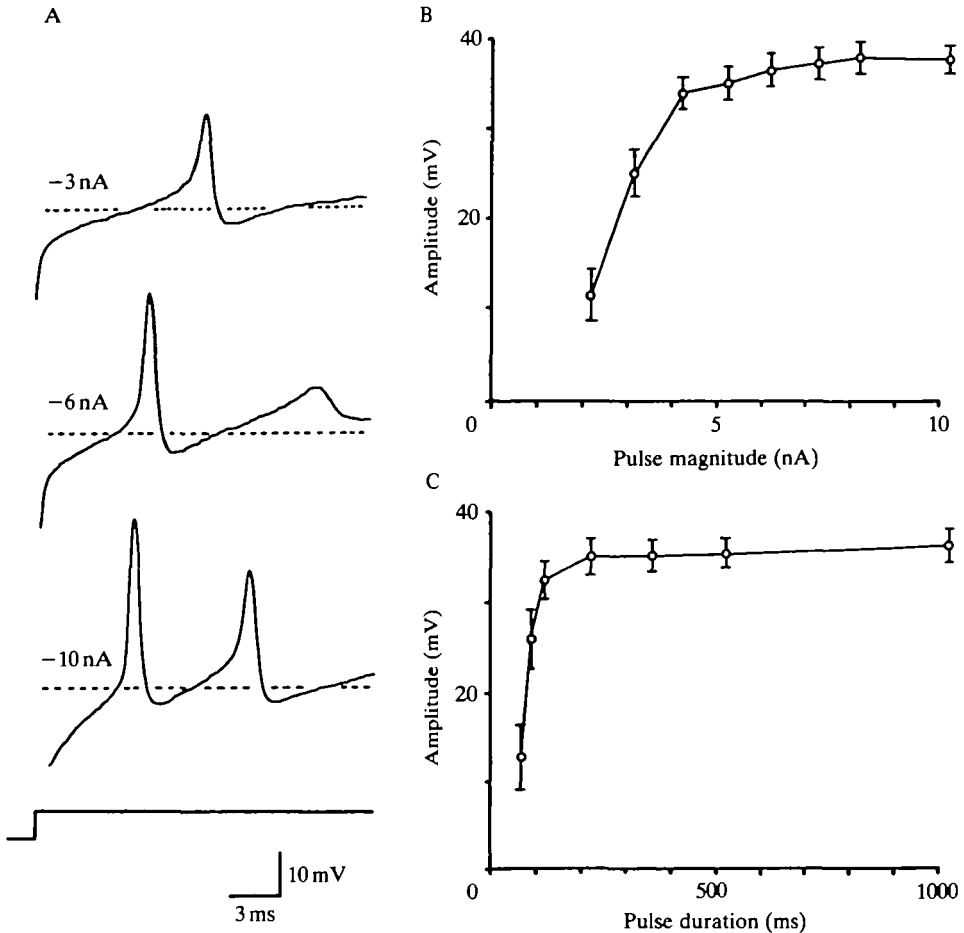 A
−3 nA
−6 nA
−10 nA
10 mV
3 ms
B
40
20
0
Amplitude (mV)
5
10
Pulse magnitude (nA)
C
40
20
0
Amplitude (mV)
500
1000
Pulse duration (ms)